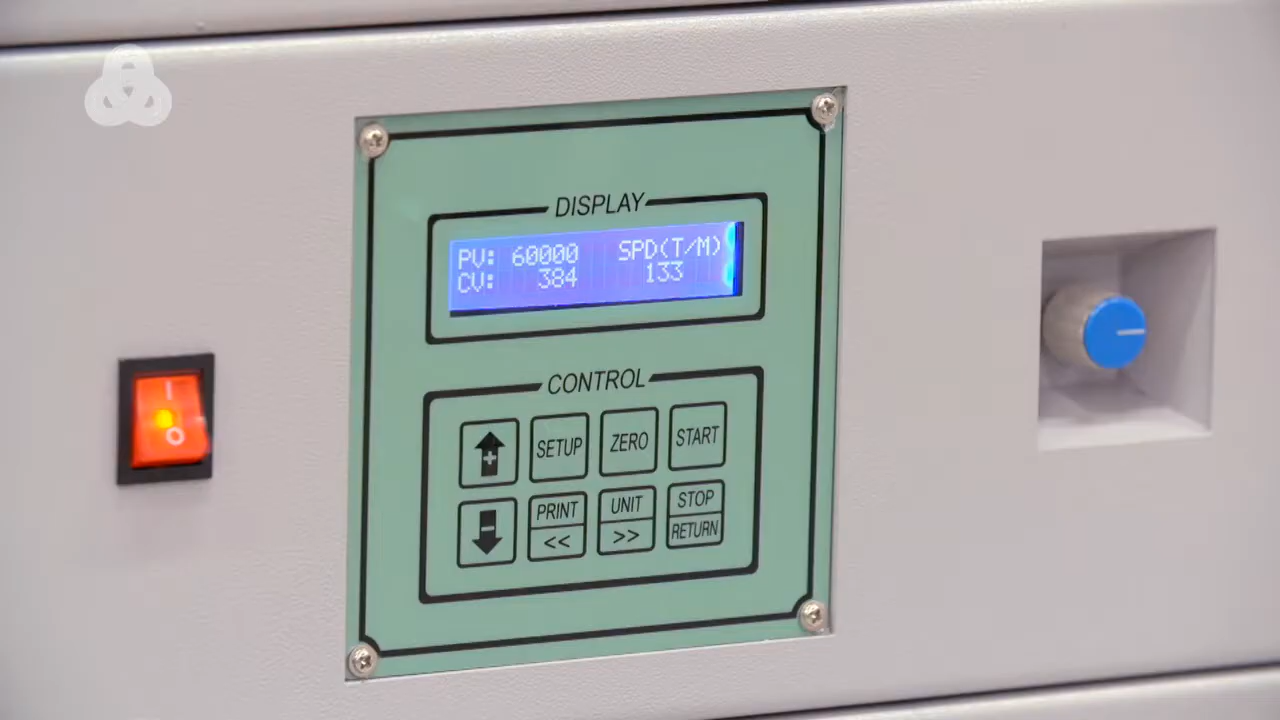 DISPLAY
PV: 60000 SPD(T/M)
CV: 384 133
CONTROL
+ SETUP ZERO START
- PRINT UNIT STOP
<< >> RETURN
I
O